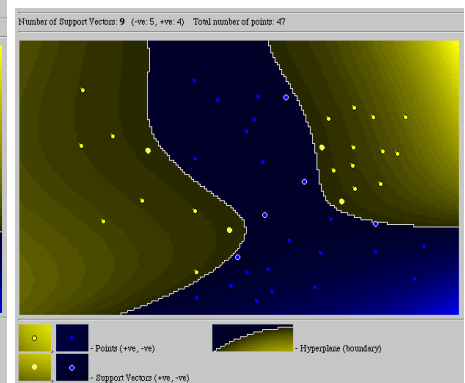 Number of Support Vectors: 9 (-ve: 5, +ve: 4) Total number of points: 47
, - Points (+ve, -ve)
- Hyperplane (boundary)
, - Support Vectors (+ve, -ve)